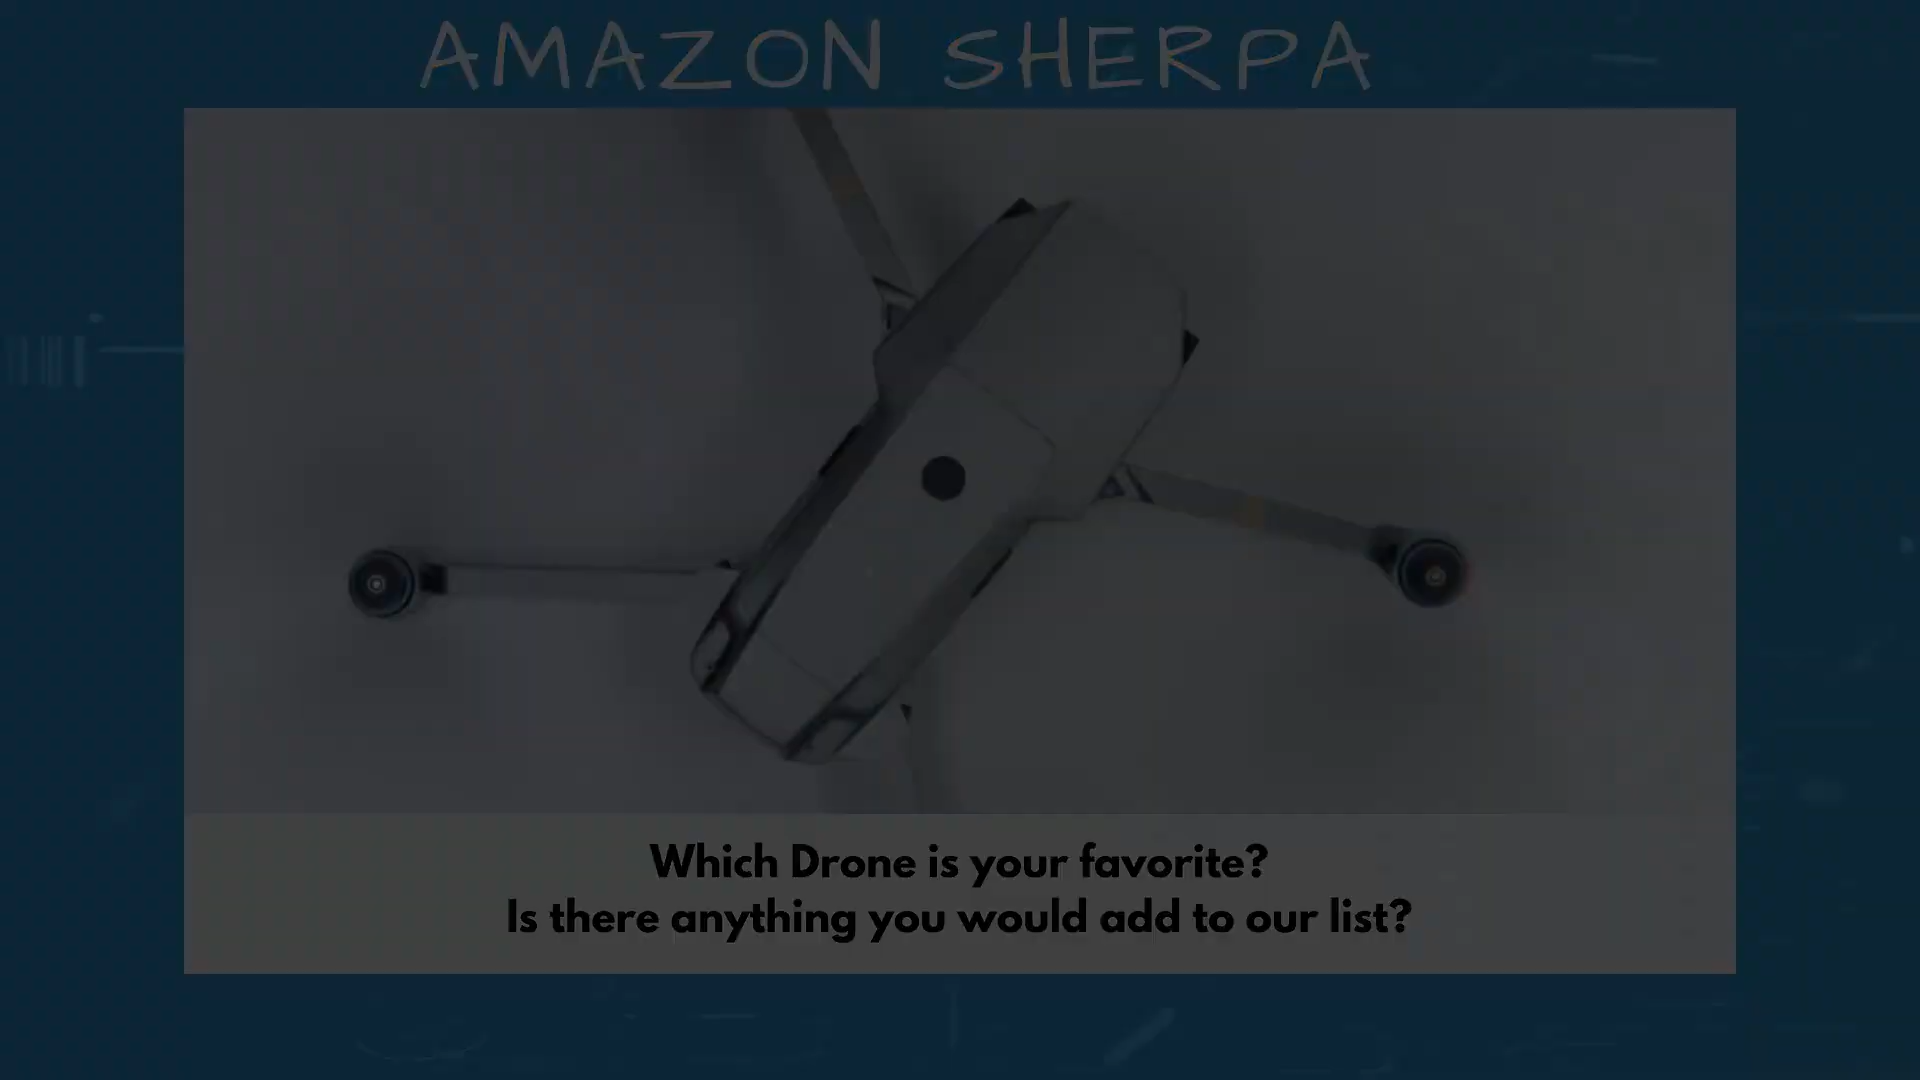 AMAZON SHERPA
Which Drone is your favorite?
Is there anything you would add to our list?